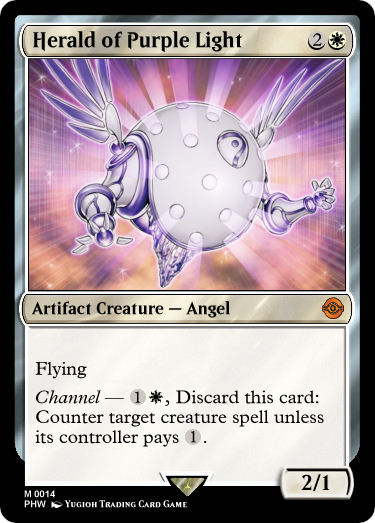 Herald of Purple Light 2
Artifact Creature — Angel
Flying
Channel — 1, Discard this card:
Counter target creature spell unless
its controller pays 1.
2/1
M 0014
PHW Yugioh Trading Card Game